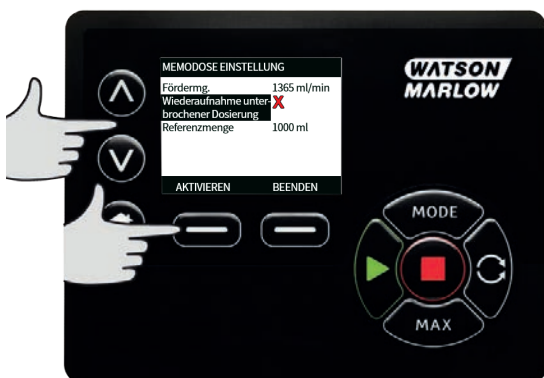 MEMODOSE EINSTELLUNG
WATSON
MARLOW
Fördermg. 1365 ml/min
Wiederaufnahme unter- X
brochener Dosierung
Referenzmenge 1000 ml
AKTIVIEREN BEENDEN
MODE
MAX